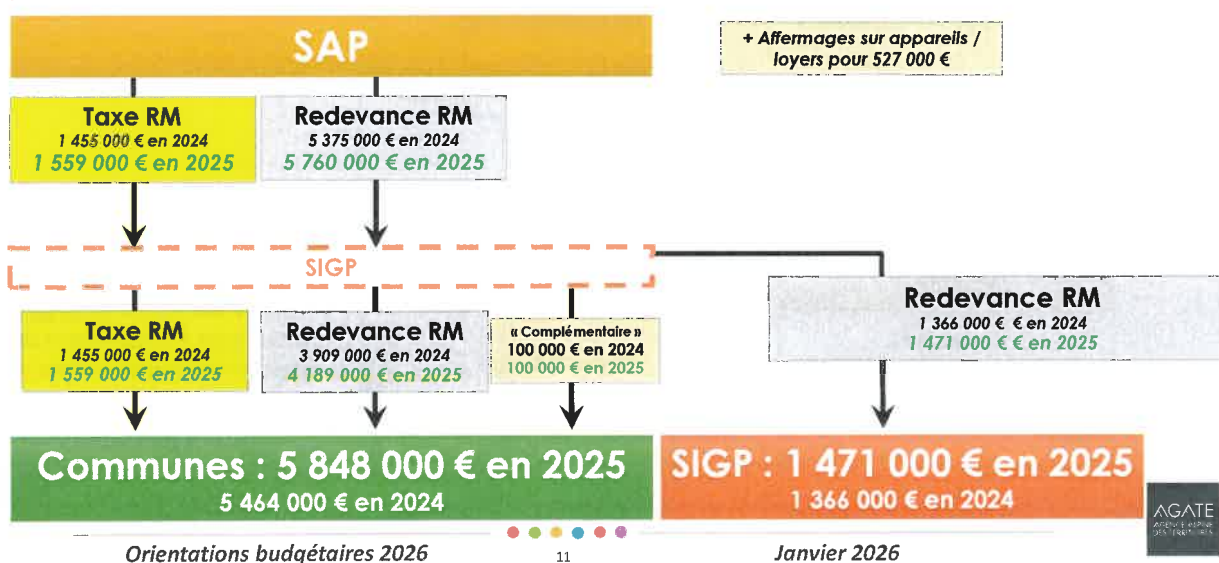 SAP
+ Affermages sur appareils /
loyers pour 527 000 €
Taxe RM
1 455 000 € en 2024
1 559 000 € en 2025
Redevance RM
5 375 000 € en 2024
5 760 000 € en 2025
SIGP
Taxe RM
1 455 000 € en 2024
1 559 000 € en 2025
Redevance RM
3 909 000 € en 2024
4 189 000 € en 2025
« Complémentaire »
100 000 € en 2024
100 000 € en 2025
Redevance RM
1 366 000 € € en 2024
1 471 000 € € en 2025
Communes : 5 848 000 € en 2025
5 464 000 € en 2024
SIGP : 1 471 000 € en 2025
1 366 000 € en 2024
AGATE
AGENCE ALPINE
DES TERRITOIRES
Orientations budgétaires 2026
11
Janvier 2026